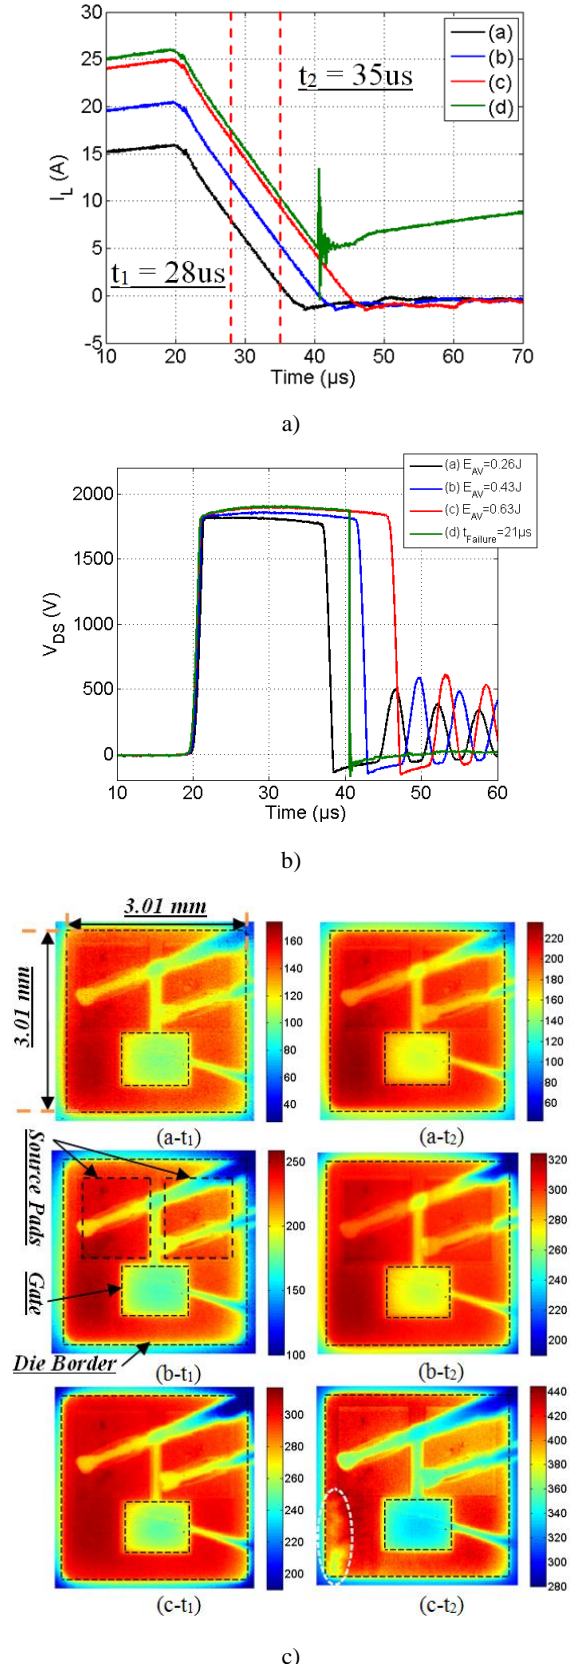 30
25
20
15
10
5
0
-5
I_L (A)
t₂ = 35us
t₁ = 28us
(a)
(b)
(c)
(d)
10 20 30 40 50 60 70
Time (µs)
a)
2000
1500
1000
500
0
V_DS (V)
(a) E_AV=0.26J
(b) E_AV=0.43J
(c) E_AV=0.63J
(d) t_Failure=21µs
10 20 30 40 50 60
Time (µs)
b)
3.01 mm
3.01 mm
160
140
120
100
80
60
40
220
200
180
160
140
120
100
80
60
(a-t₁)
(a-t₂)
Source Pads
Gate
Die Border
250
200
150
100
320
300
280
260
240
220
200
(b-t₁)
(b-t₂)
300
280
260
240
220
200
440
420
400
380
360
340
320
300
280
(c-t₁)
(c-t₂)
c)